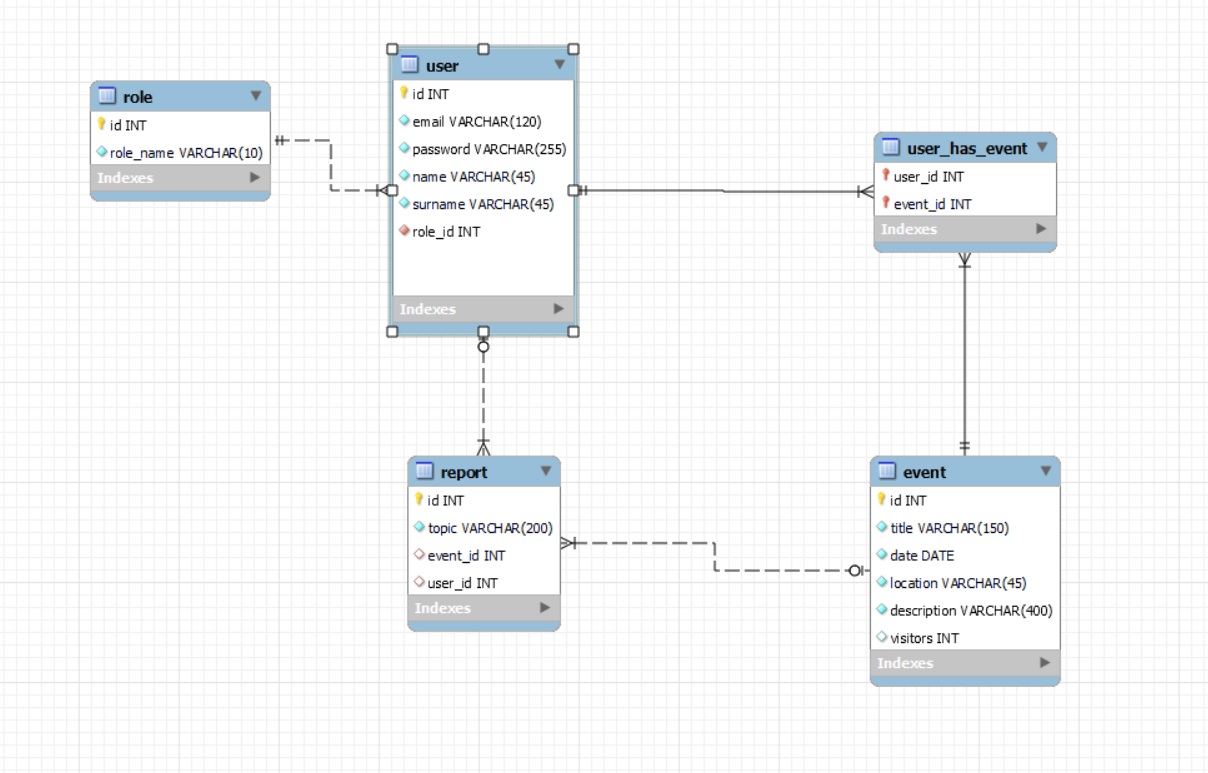 role
id INT
role_name VARCHAR(10)
Indexes
user
id INT
email VARCHAR(120)
password VARCHAR(255)
name VARCHAR(45)
surname VARCHAR(45)
role_id INT
Indexes
user_has_event
user_id INT
event_id INT
Indexes
report
id INT
topic VARCHAR(200)
event_id INT
user_id INT
Indexes
event
id INT
title VARCHAR(150)
date DATE
location VARCHAR(45)
description VARCHAR(400)
visitors INT
Indexes